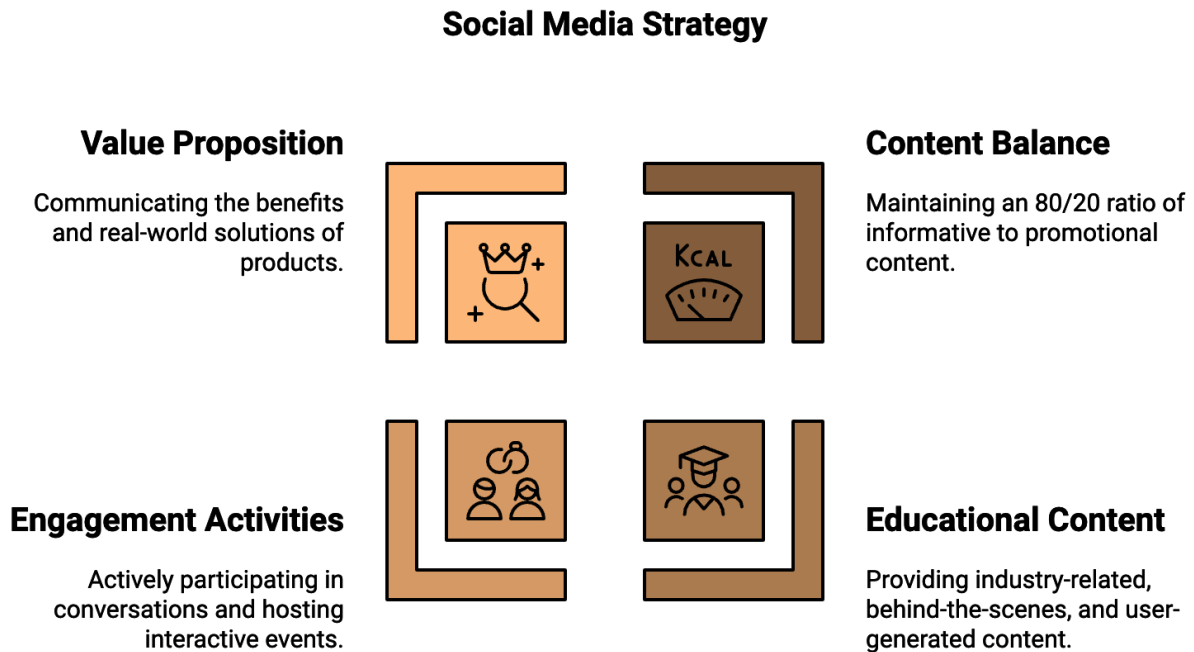 Social Media Strategy
Value Proposition
Communicating the benefits
and real-world solutions of
products.
Content Balance
Maintaining an 80/20 ratio of
informative to promotional
content.
KCAL
Engagement Activities
Actively participating in
conversations and hosting
interactive events.
Educational Content
Providing industry-related,
behind-the-scenes, and user-
generated content.